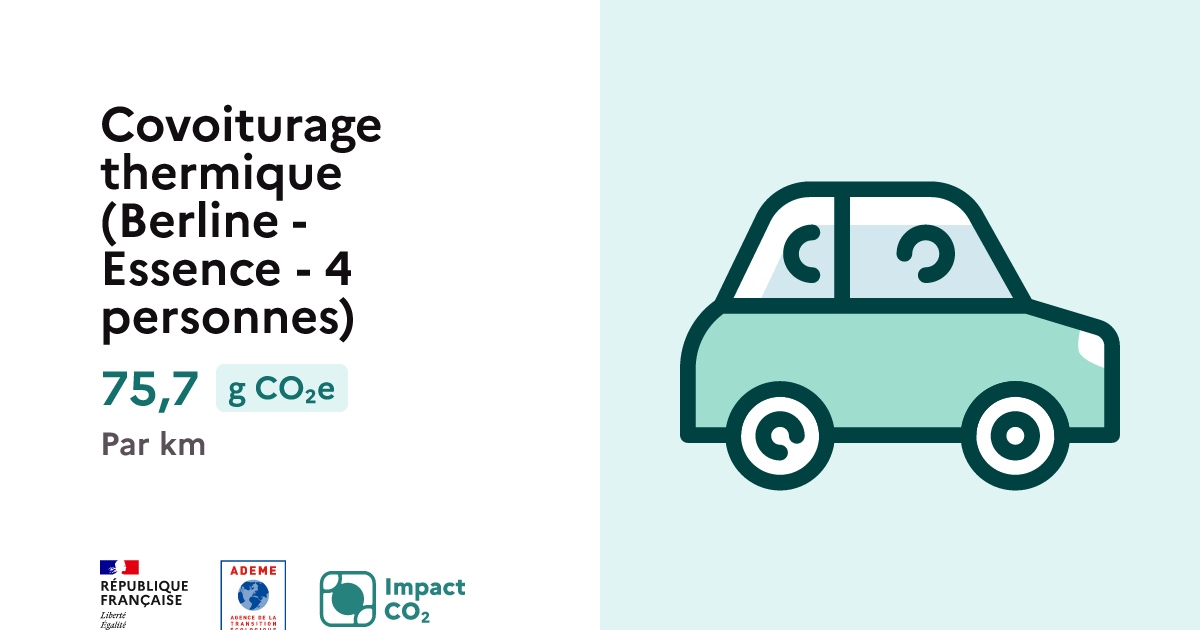 Covoiturage
thermique
(Berline -
Essence - 4
personnes)
75,7 g CO₂e
Par km
RÉPUBLIQUE
FRANÇAISE
Liberté
Égalité
ADEME
AGENCE DE LA
TRANSITION
Impact
CO₂